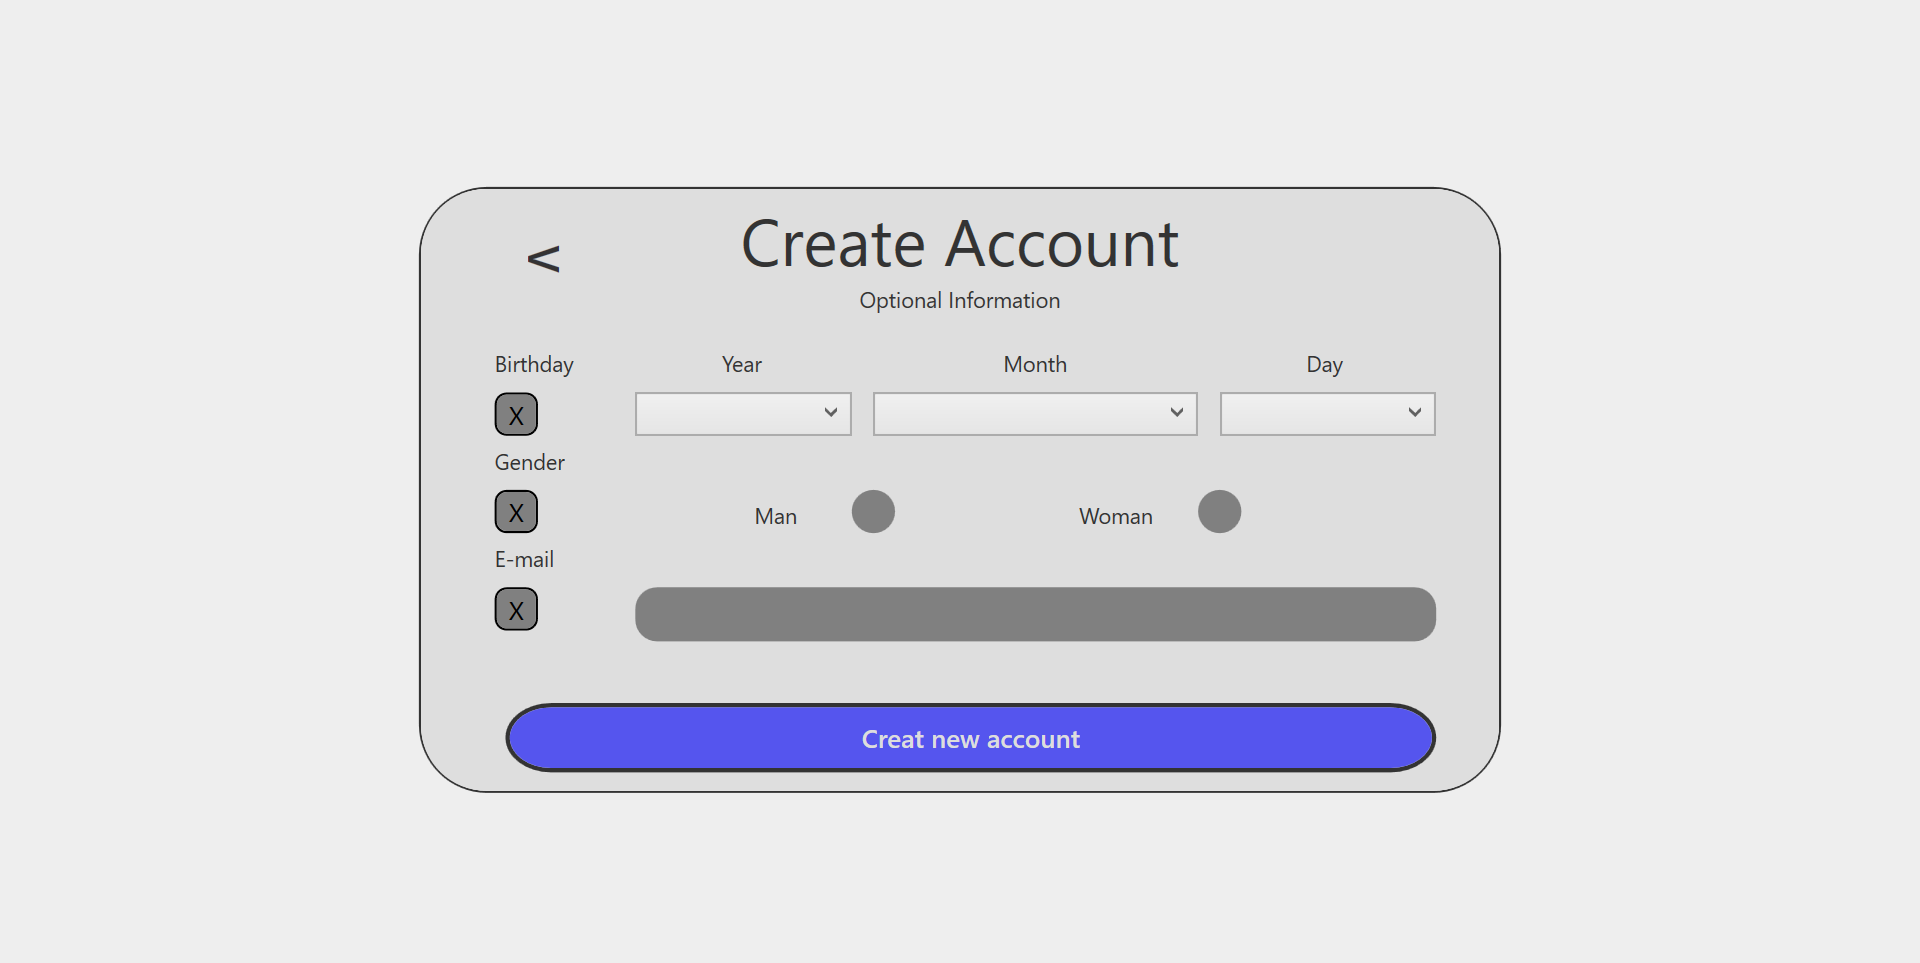 < Create Account
Optional Information
Birthday Year Month Day
X
Gender
X Man Woman
E-mail
X
Creat new account